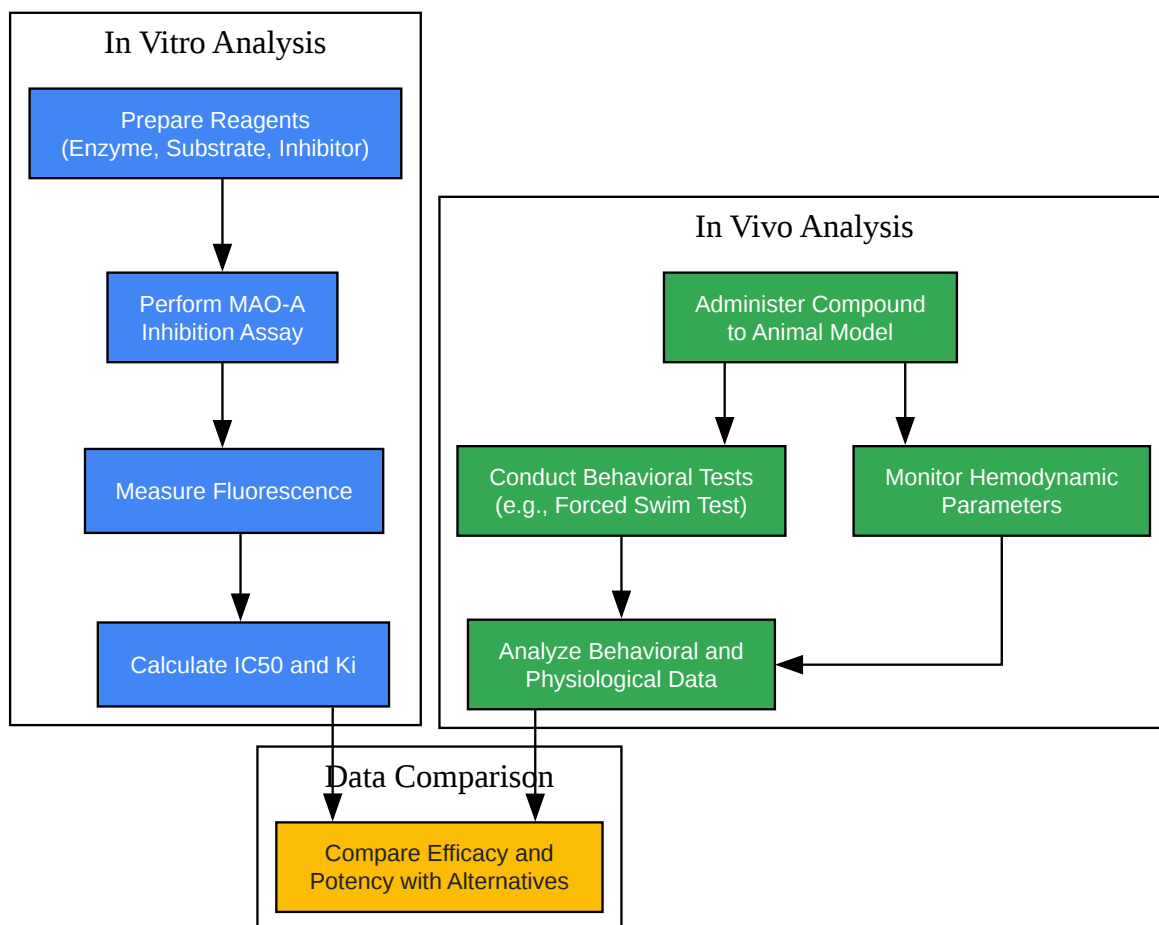 In Vitro Analysis
Prepare Reagents
(Enzyme, Substrate, Inhibitor)
Perform MAO-A
Inhibition Assay
Measure Fluorescence
Calculate IC50 and Ki
In Vivo Analysis
Administer Compound
to Animal Model
Conduct Behavioral Tests
(e.g., Forced Swim Test)
Monitor Hemodynamic
Parameters
Analyze Behavioral and
Physiological Data
Data Comparison
Compare Efficacy and
Potency with Alternatives